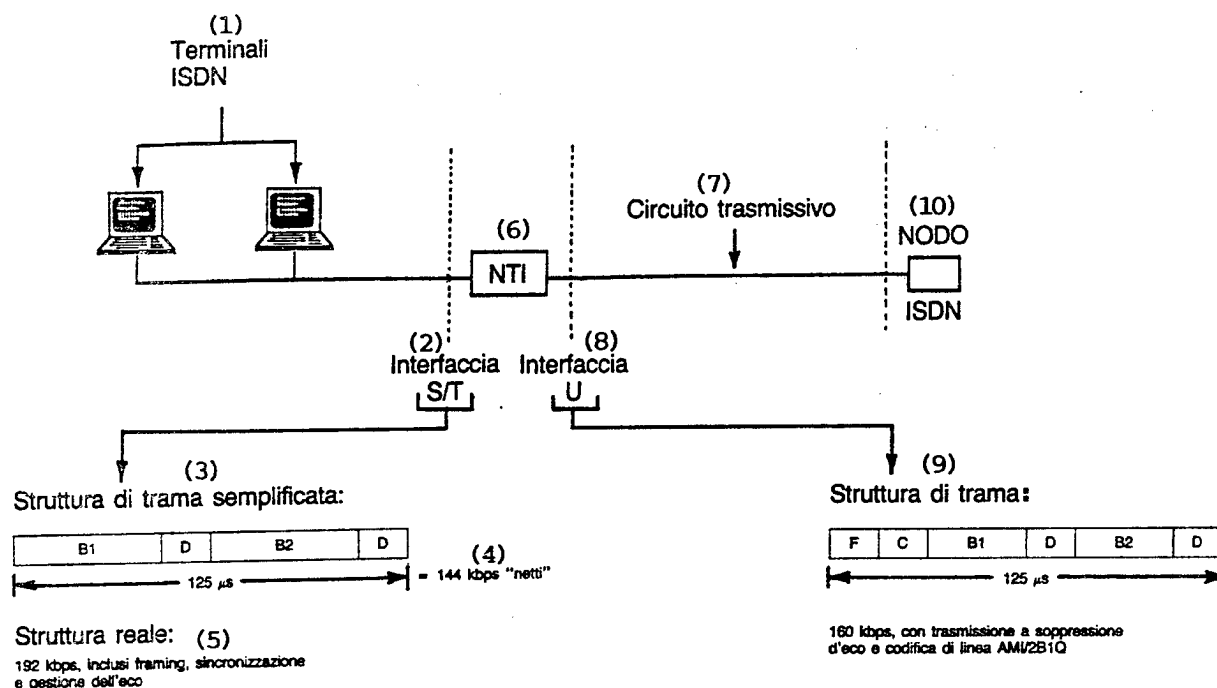 (1)
Terminali
ISDN
(7)
Circuito trasmissivo
(10)
NODO
ISDN
(6)
NTI
(2)
Interfaccia
S/T
(8)
Interfaccia
U
(3)
Struttura di trama semplificata:
B1 D B2 D
125 µs
(4)
= 144 kbps "netti"
Struttura reale: (5)
192 kbps, inclusi framing, sincronizzazione
e gestione dell'eco
(9)
Struttura di trama:
F C B1 D B2 D
125 µs
160 kbps, con trasmissione a soppressione
d'eco e codifica di linea AMI/2B1Q